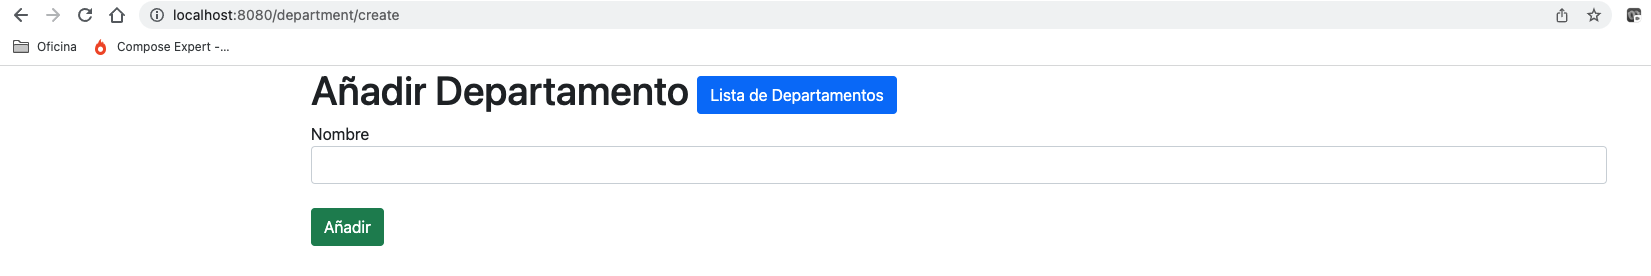 localhost:8080/department/create
Oficina Compose Expert -...
Añadir Departamento Lista de Departamentos
Nombre
Añadir